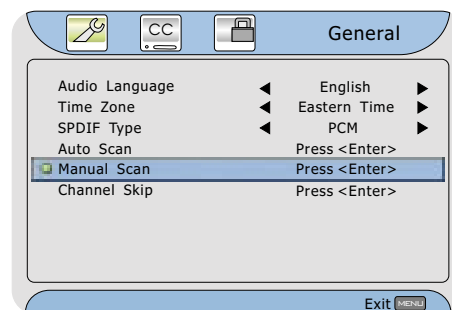 CC
General
Audio Language English
Time Zone Eastern Time
SPDIF Type PCM
Auto Scan Press <Enter>
Manual Scan Press <Enter>
Channel Skip Press <Enter>
Exit MENU